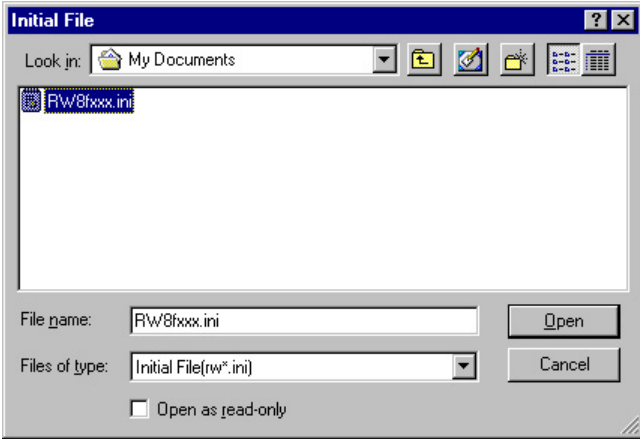 Initial File
Look in: My Documents
RW8fxxx.ini
File name: RW8fxxx.ini Open
Files of type: Initial File(rw*.ini) Cancel
Open as read-only